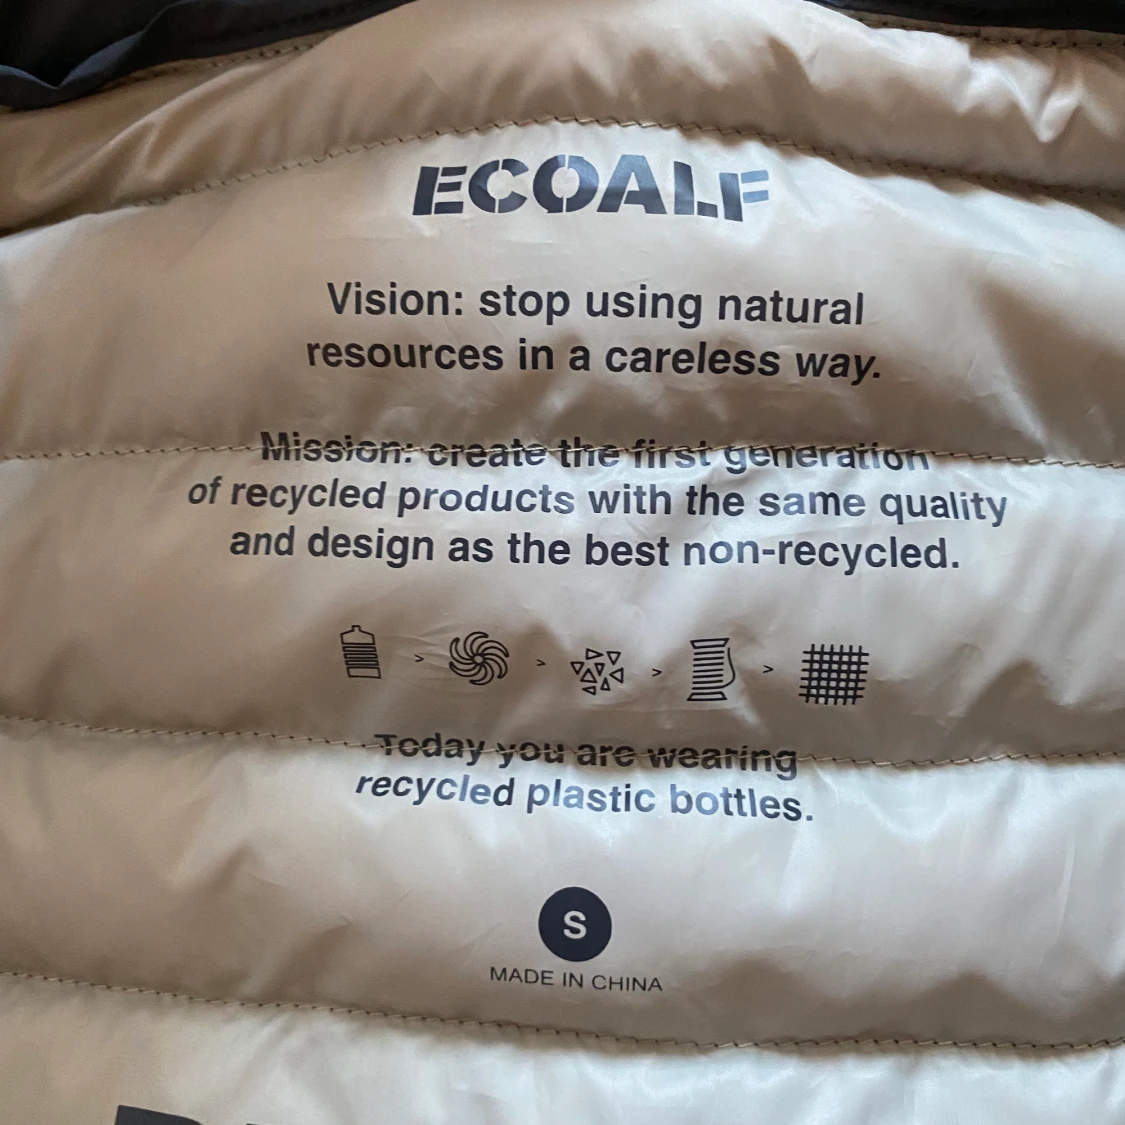 ECOALF
Vision: stop using natural
resources in a careless way.
Mission: create the first generation
of recycled products with the same quality
and design as the best non-recycled.
> > > >
Today you are wearing
recycled plastic bottles.
S
MADE IN CHINA